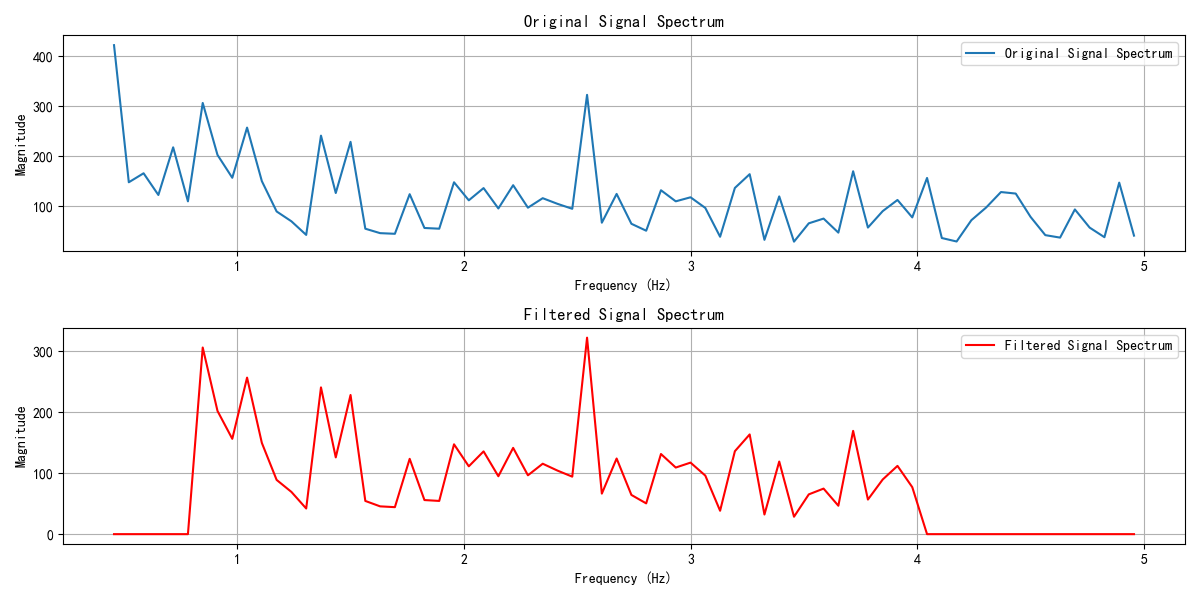 Original Signal Spectrum
Original Signal Spectrum
Magnitude
400
300
200
100
1 2 3 4 5
Frequency (Hz)
Filtered Signal Spectrum
Filtered Signal Spectrum
Magnitude
300
200
100
0
1 2 3 4 5
Frequency (Hz)